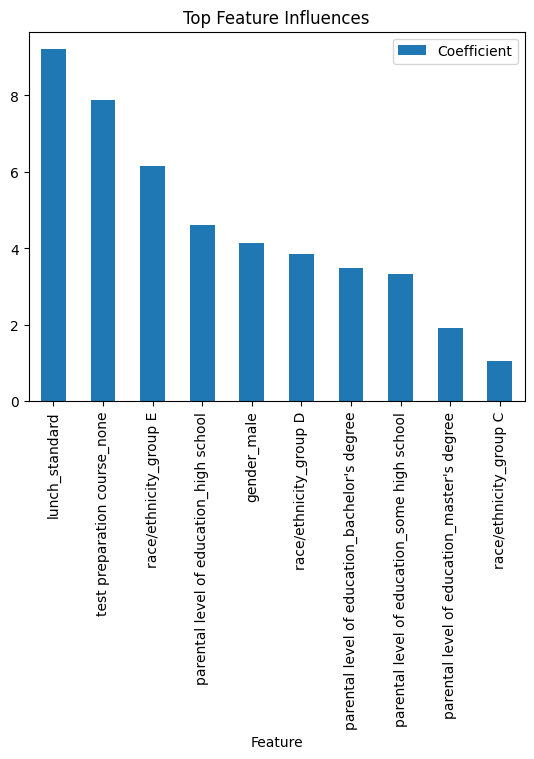 Top Feature Influences
Coefficient
8
6
4
2
0
lunch_standard
test preparation course_none
race/ethnicity_group E
parental level of education_high school
gender_male
race/ethnicity_group D
parental level of education_bachelor's degree
parental level of education_some high school
parental level of education_master's degree
race/ethnicity_group C
Feature